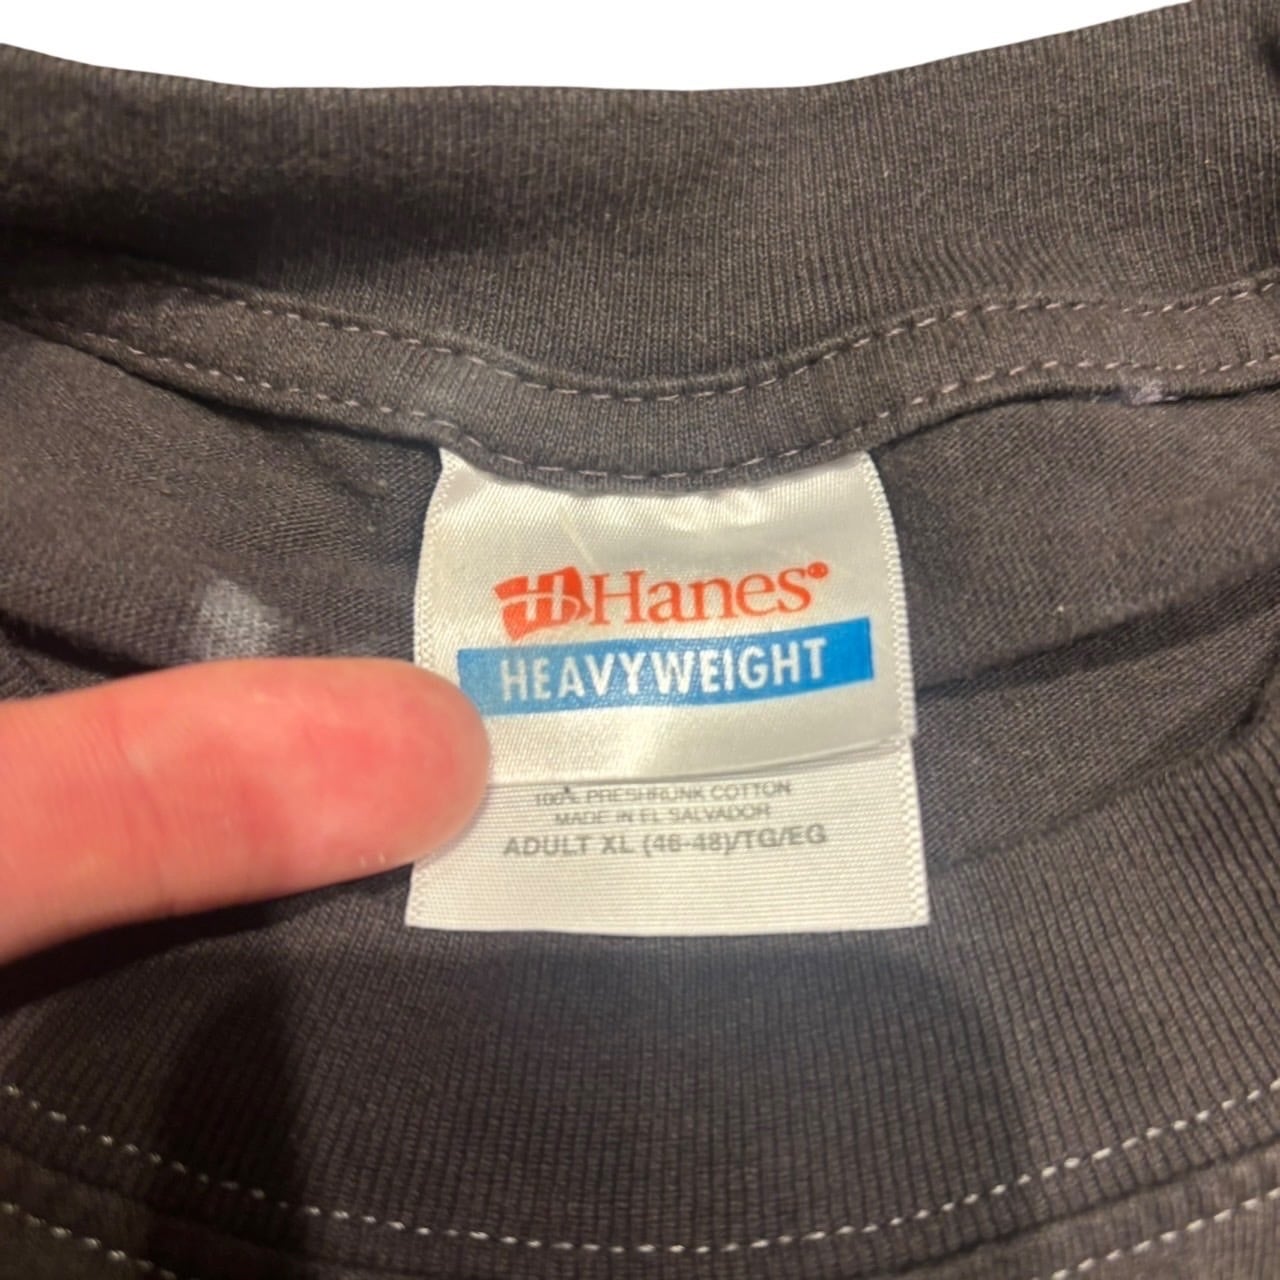 Hanes®
HEAVYWEIGHT
100% PRESHRUNK COTTON
MADE IN EL SALVADOR
ADULT XL (46-48)/TG/EG